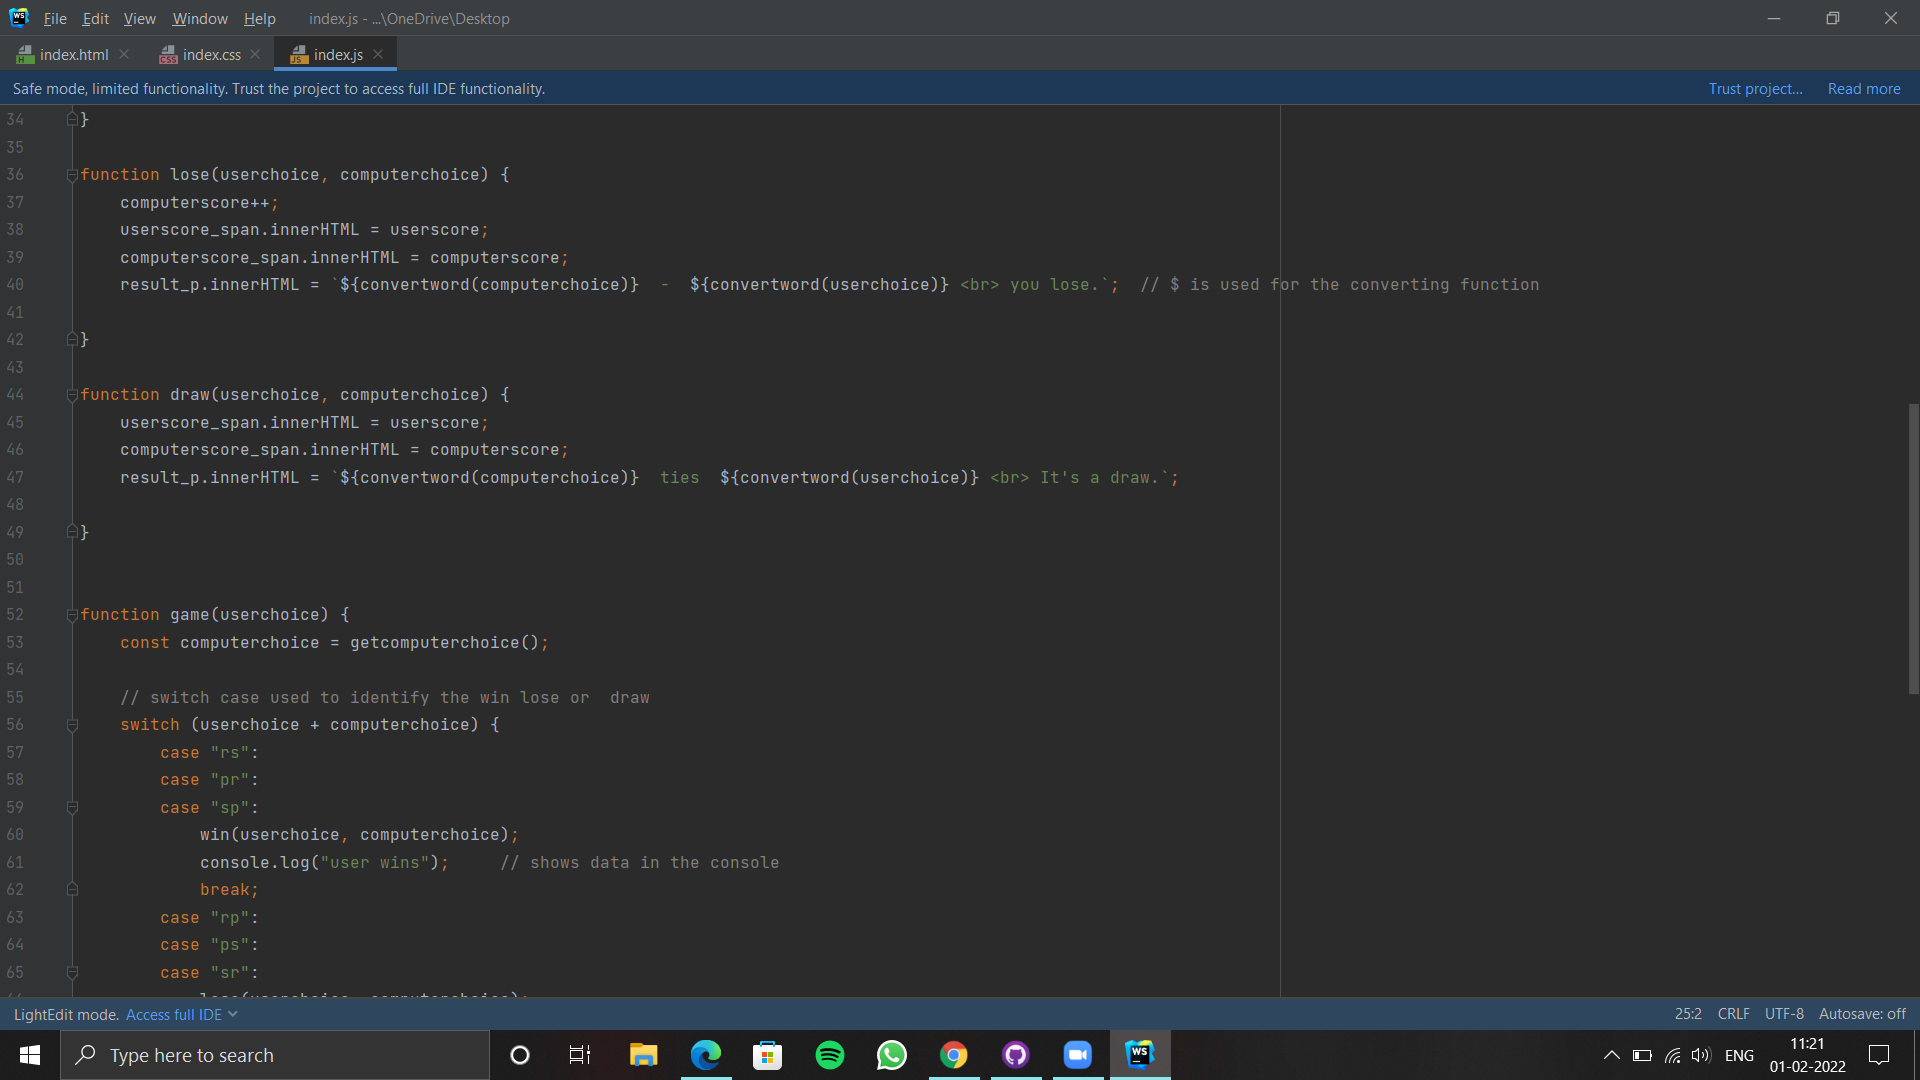 WS File Edit View Window Help index.js - ...\OneDrive\Desktop
index.html index.css index.js
Safe mode, limited functionality. Trust the project to access full IDE functionality. Trust project... Read more
34 }
35
36 function lose(userchoice, computerchoice) {
37 computerscore++;
38 userscore_span.innerHTML = userscore;
39 computerscore_span.innerHTML = computerscore;
40 result_p.innerHTML = `${convertword(computerchoice)}  -  ${convertword(userchoice)} <br> you lose.`;  // $ is used for the converting function
41
42 }
43
44 function draw(userchoice, computerchoice) {
45 userscore_span.innerHTML = userscore;
46 computerscore_span.innerHTML = computerscore;
47 result_p.innerHTML = `${convertword(computerchoice)}  ties  ${convertword(userchoice)} <br> It's a draw.`;
48
49 }
50
51
52 function game(userchoice) {
53 const computerchoice = getcomputerchoice();
54
55 // switch case used to identify the win lose or  draw
56 switch (userchoice + computerchoice) {
57 case "rs":
58 case "pr":
59 case "sp":
60 win(userchoice, computerchoice);
61 console.log("user wins");     // shows data in the console
62 break;
63 case "rp":
64 case "ps":
65 case "sr":
LightEdit mode. Access full IDE 25:2 CRLF UTF-8 Autosave: off
Type here to search WS ENG 11:21
01-02-2022